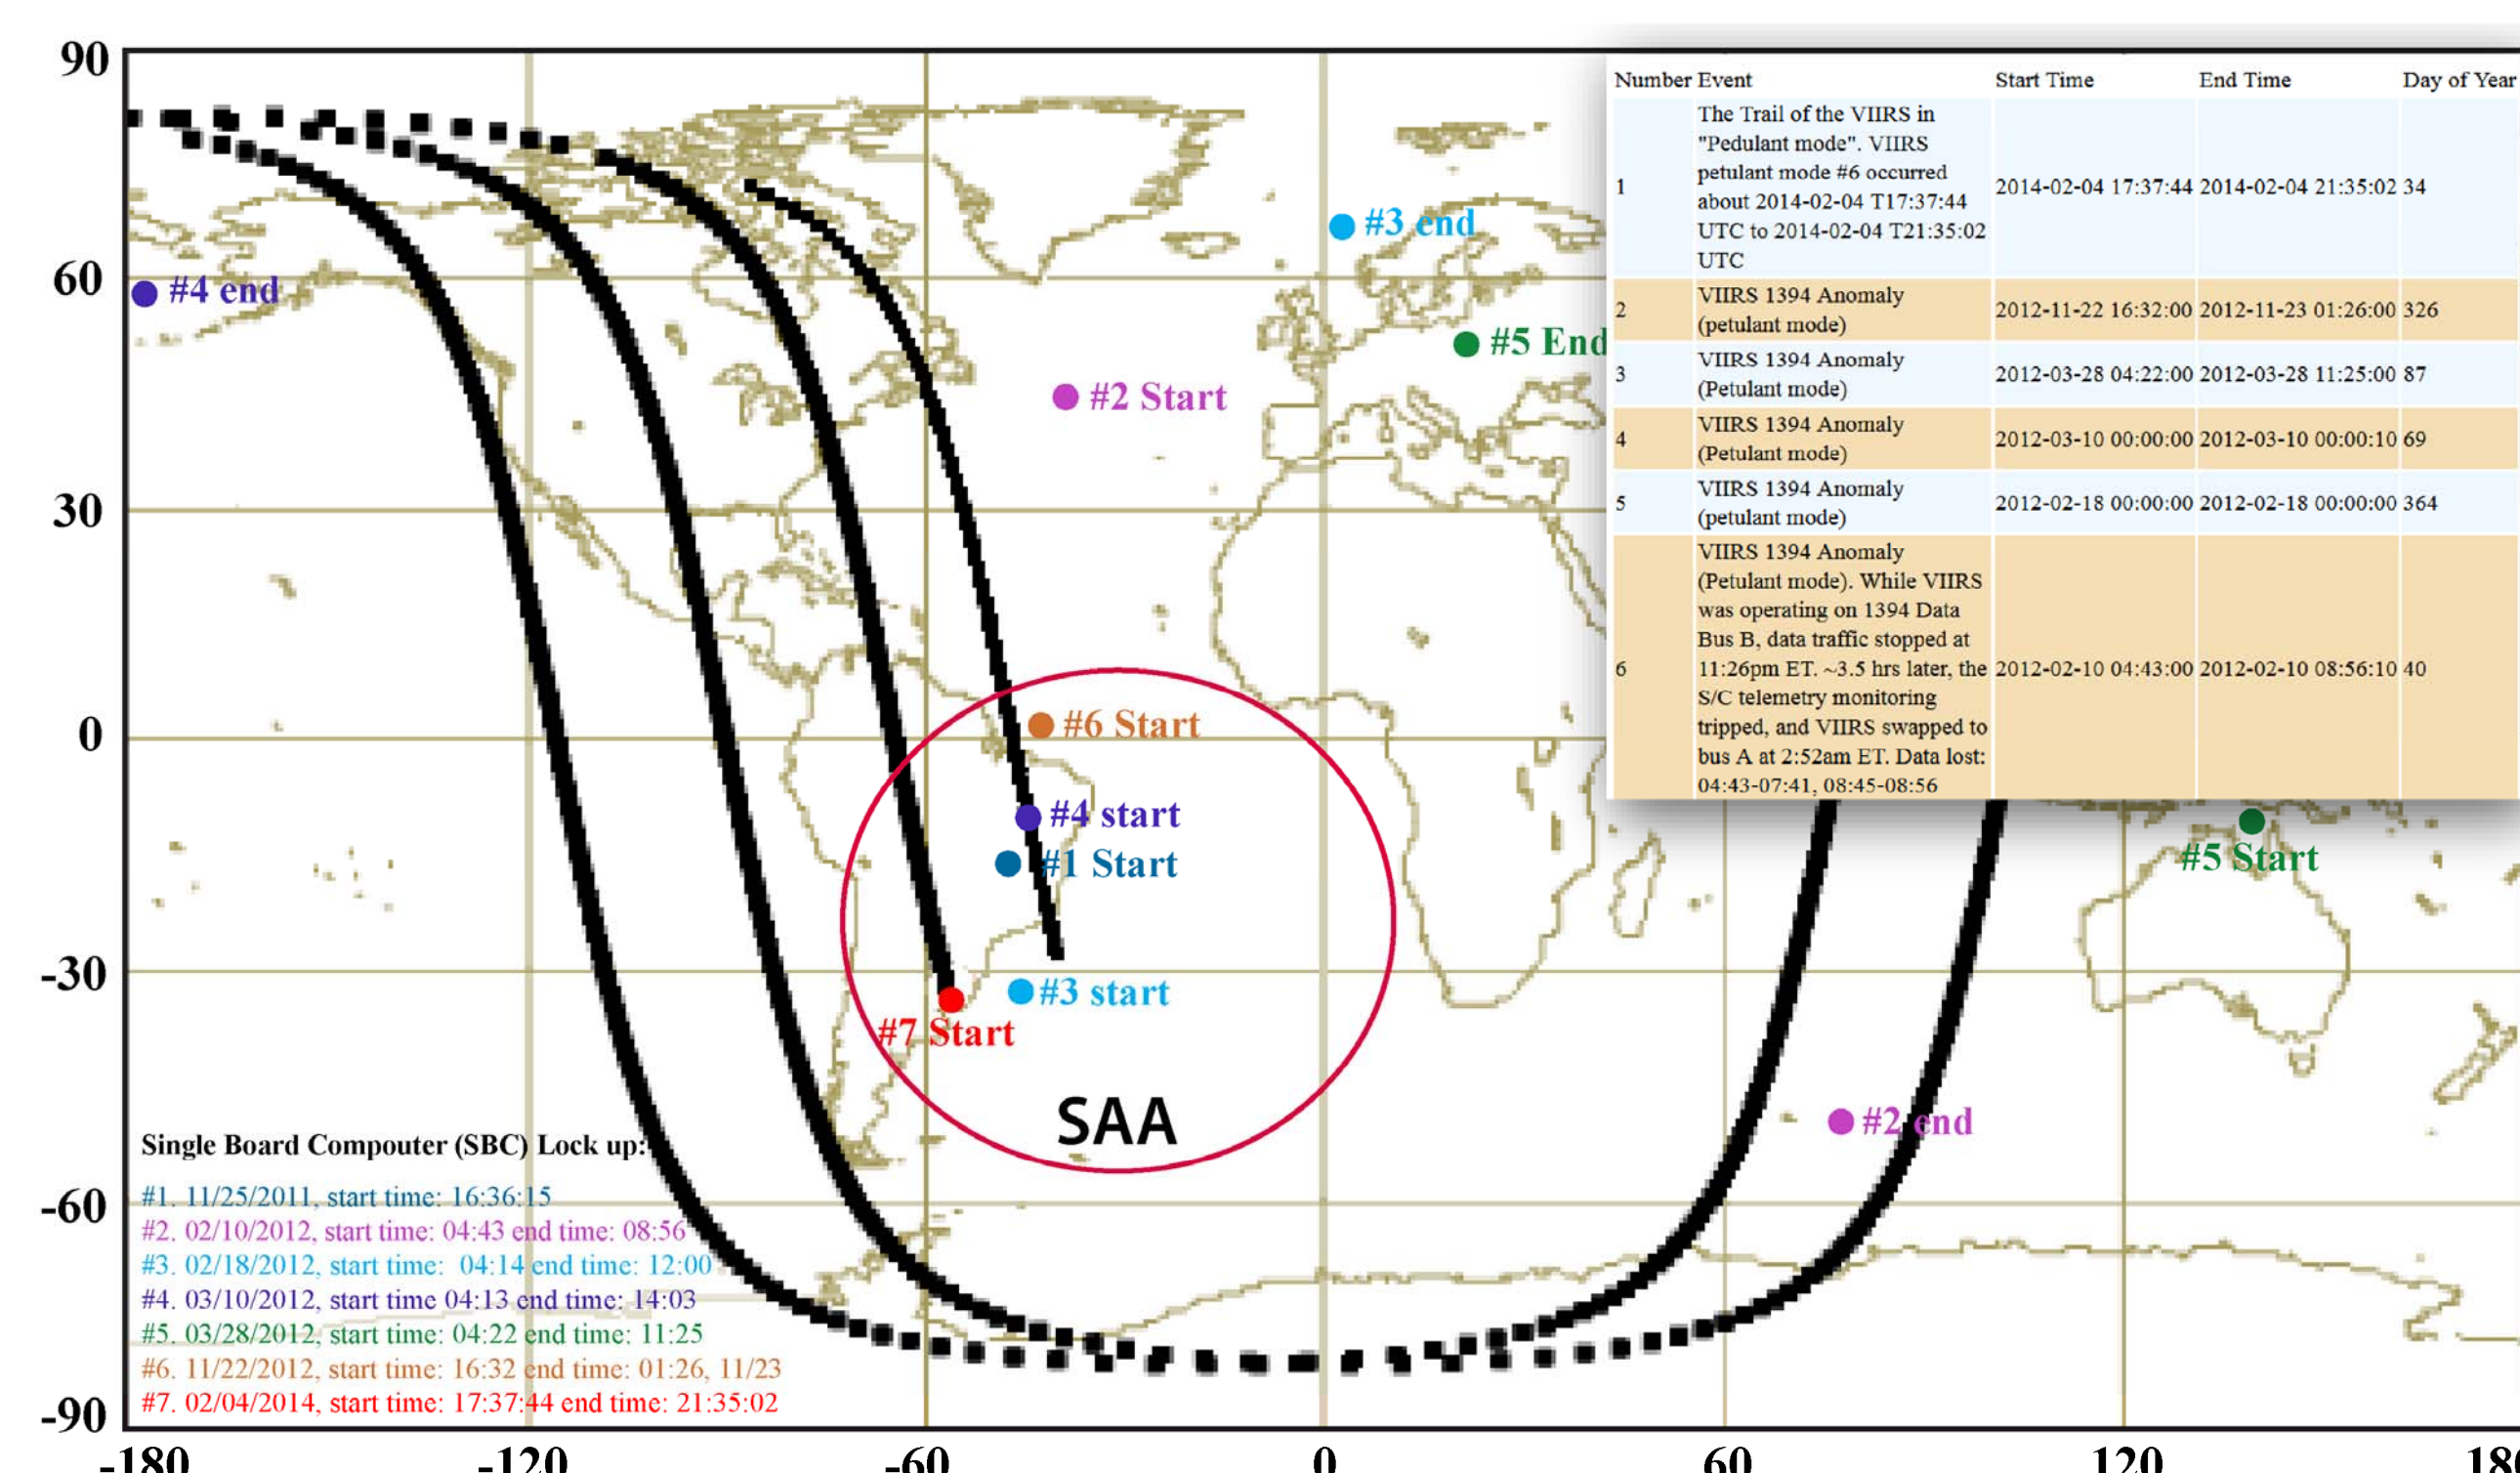 90
60
30
0
-30
-60
-90
-180
-120
-60
0
60
120
180
#4 end
#3 end
#5 End
#2 Start
#6 Start
#4 start
#1 Start
#3 start
#7 Start
SAA
#5 Start
#2 end
Single Board Compouter (SBC) Lock up:
#1. 11/25/2011, start time: 16:36:15
#2. 02/10/2012, start time: 04:43 end time: 08:56
#3. 02/18/2012, start time: 04:14 end time: 12:00
#4. 03/10/2012, start time 04:13 end time: 14:03
#5. 03/28/2012, start time: 04:22 end time: 11:25
#6. 11/22/2012, start time: 16:32 end time: 01:26, 11/23
#7. 02/04/2014, start time: 17:37:44 end time: 21:35:02
Number Event Start Time End Time Day of Year
The Trail of the VIIRS in
"Pedulant mode". VIIRS
petulant mode #6 occurred
1 2014-02-04 17:37:44 2014-02-04 21:35:02 34
about 2014-02-04 T17:37:44
UTC to 2014-02-04 T21:35:02
UTC
VIIRS 1394 Anomaly
2 2012-11-22 16:32:00 2012-11-23 01:26:00 326
(petulant mode)
VIIRS 1394 Anomaly
3 2012-03-28 04:22:00 2012-03-28 11:25:00 87
(Petulant mode)
VIIRS 1394 Anomaly
4 2012-03-10 00:00:00 2012-03-10 00:00:10 69
(Petulant mode)
VIIRS 1394 Anomaly
5 2012-02-18 00:00:00 2012-02-18 00:00:00 364
(petulant mode)
VIIRS 1394 Anomaly
(Petulant mode). While VIIRS
was operating on 1394 Data
Bus B, data traffic stopped at
6 11:26pm ET. ~3.5 hrs later, the 2012-02-10 04:43:00 2012-02-10 08:56:10 40
S/C telemetry monitoring
tripped, and VIIRS swapped to
bus A at 2:52am ET. Data lost:
04:43-07:41, 08:45-08:56